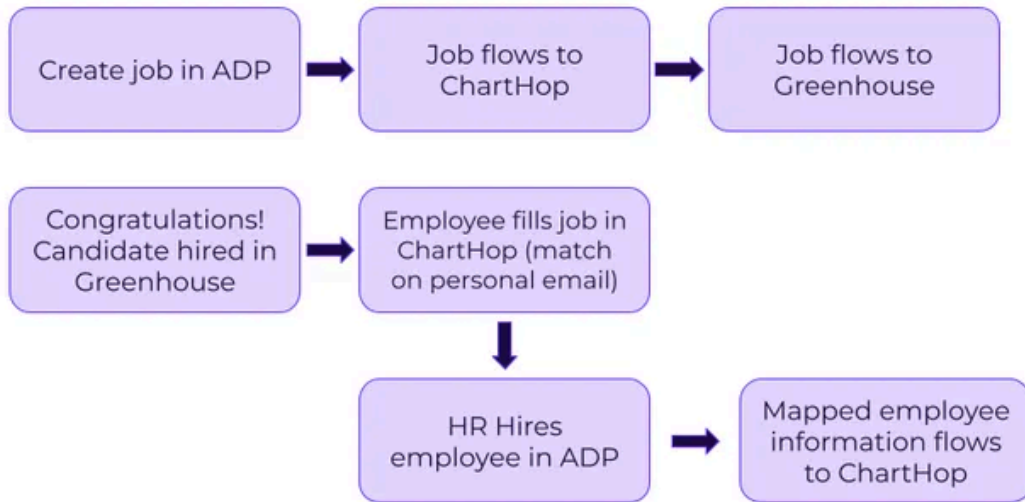 Create job in ADP
Job flows to
ChartHop
Job flows to
Greenhouse
Congratulations!
Candidate hired in
Greenhouse
Employee fills job in
ChartHop (match
on personal email)
HR Hires
employee in ADP
Mapped employee
information flows
to ChartHop